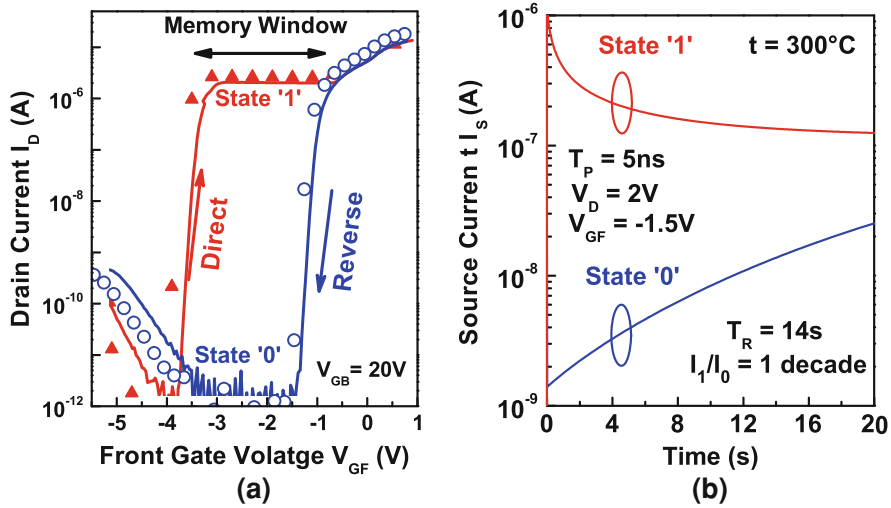 Memory Window
State '1'
Direct
Reverse
State '0'
V_GB = 20V
10^-6
10^-8
10^-10
10^-12
-5 -4 -3 -2 -1 0 1
Drain Current I_D (A)
Front Gate Volatge V_GF (V)
(a)
State '1'
t = 300°C
T_P = 5ns
V_D = 2V
V_GF = -1.5V
State '0'
T_R = 14s
I_1/I_0 = 1 decade
10^-6
10^-7
10^-8
10^-9
0 4 8 12 16 20
Source Curren t I_S (A)
Time (s)
(b)